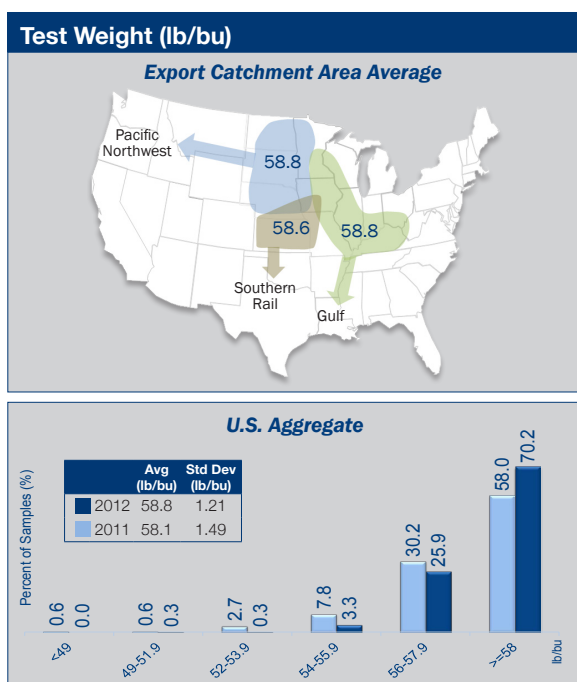 Test Weight (lb/bu)
Export Catchment Area Average
Pacific
Northwest
58.8
58.6
58.8
Southern
Rail
Gulf
U.S. Aggregate
Avg Std Dev
(lb/bu) (lb/bu)
2012 58.8 1.21
2011 58.1 1.49
Percent of Samples (%)
0.6 0.0 0.6 0.3 2.7 0.3 7.8 3.3 30.2 25.9 58.0 70.2
<49 49-51.9 52-53.9 54-55.9 56-57.9 >=58
lb/bu